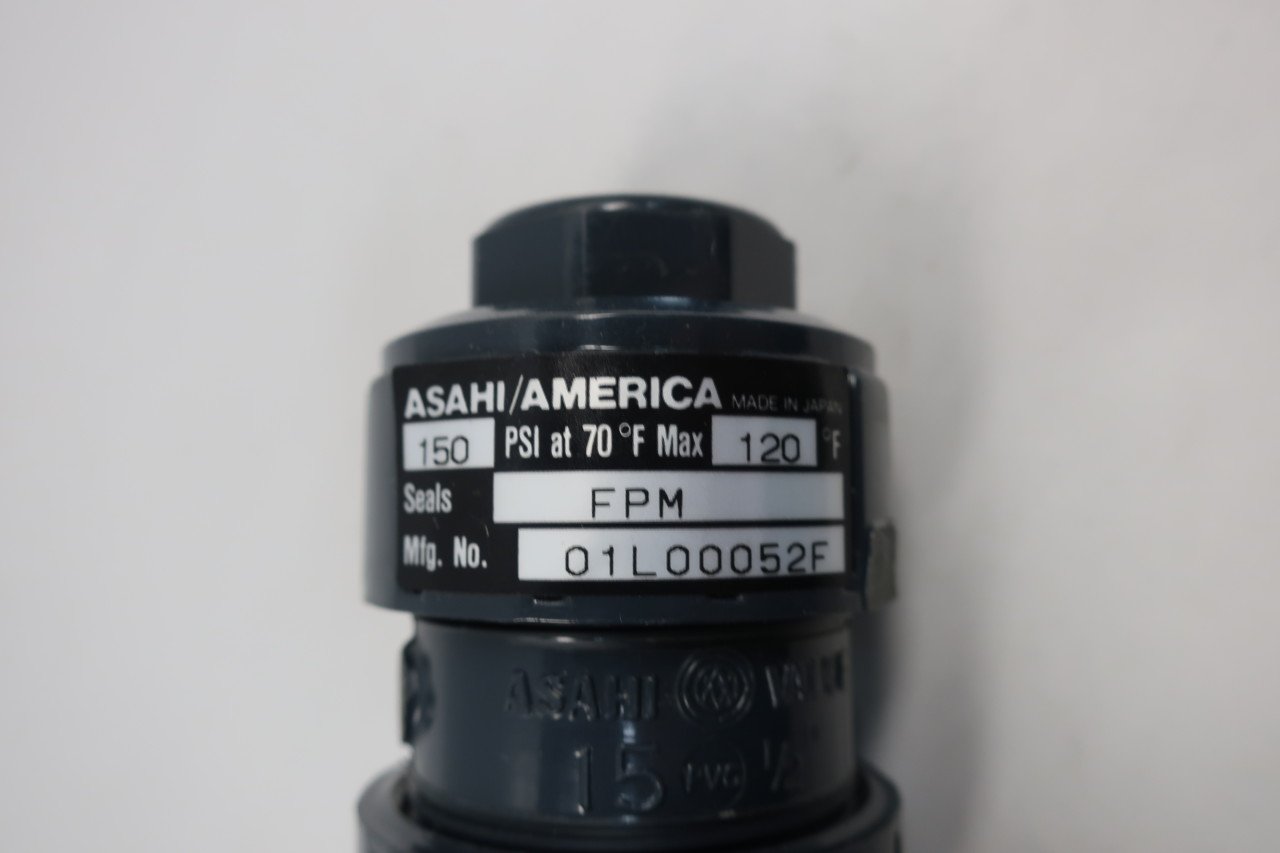 ASAHI/AMERICA MADE IN JAPAN
150 PSI at 70 °F Max 120 °F
Seals FPM
Mfg. No. 01L00052F
ASAHI VALVE
15 PVC 1/2